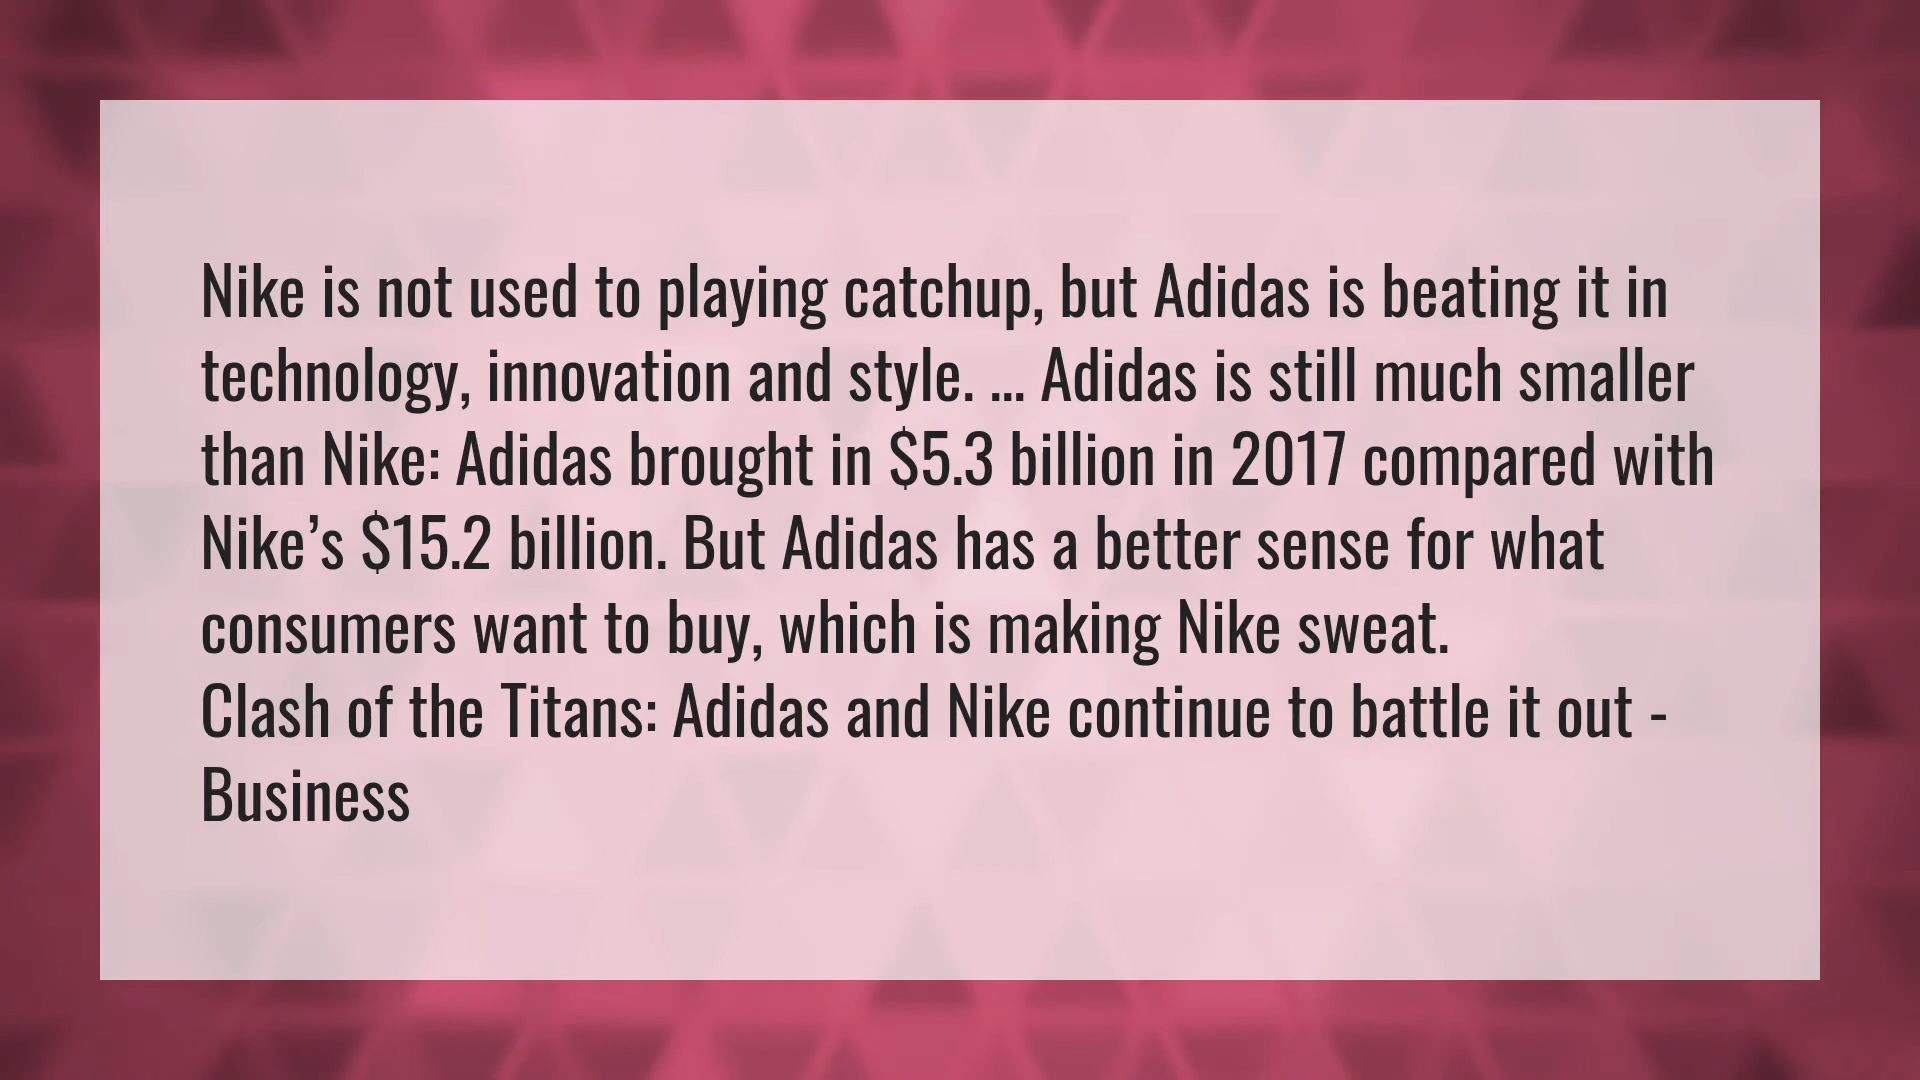 Nike is not used to playing catchup, but Adidas is beating it in
technology, innovation and style. ... Adidas is still much smaller
than Nike: Adidas brought in $5.3 billion in 2017 compared with
Nike’s $15.2 billion. But Adidas has a better sense for what
consumers want to buy, which is making Nike sweat.
Clash of the Titans: Adidas and Nike continue to battle it out -
Business